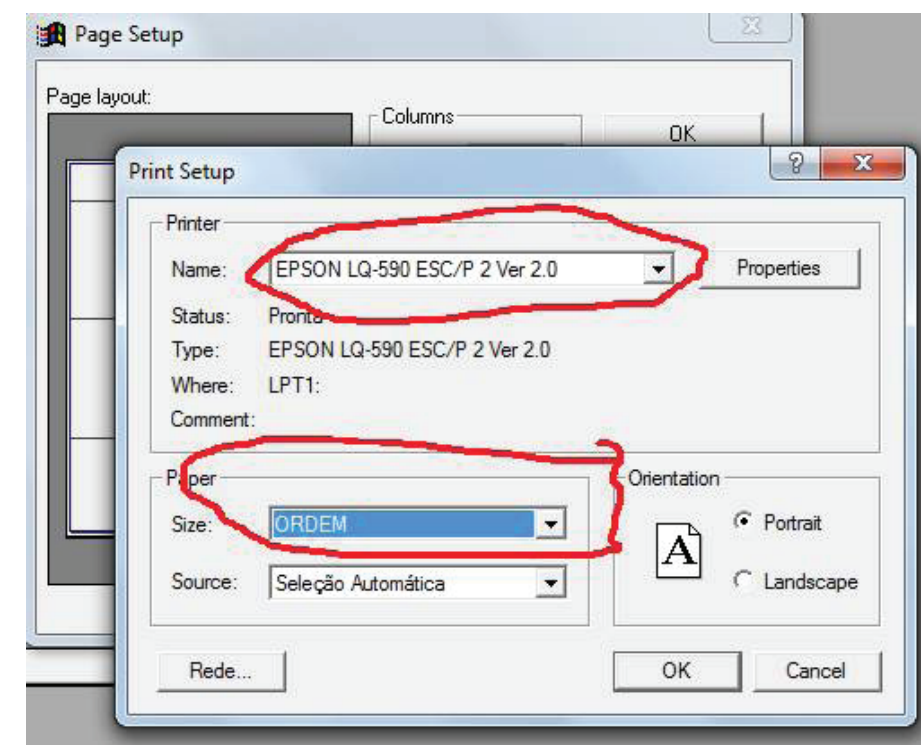 Page Setup
Page layout:
Columns
OK
Print Setup
Printer
Name: EPSON LQ-590 ESC/P 2 Ver 2.0 Properties
Status: Pronta
Type: EPSON LQ-590 ESC/P 2 Ver 2.0
Where: LPT1:
Comment:
Paper Orientation
Size: ORDEM Portrait
A
Source: Seleção Automática Landscape
Rede... OK Cancel